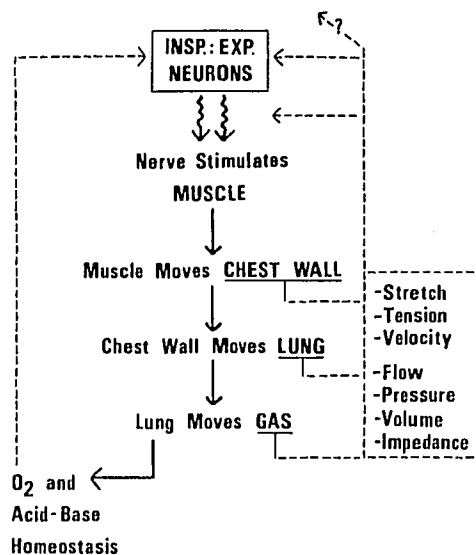 ?
INSP.: EXP.
NEURONS
Nerve Stimulates
MUSCLE
Muscle Moves CHEST WALL
-Stretch
-Tension
-Velocity
Chest Wall Moves LUNG
-Flow
-Pressure
-Volume
-Impedance
Lung Moves GAS
O₂ and
Acid-Base
Homeostasis